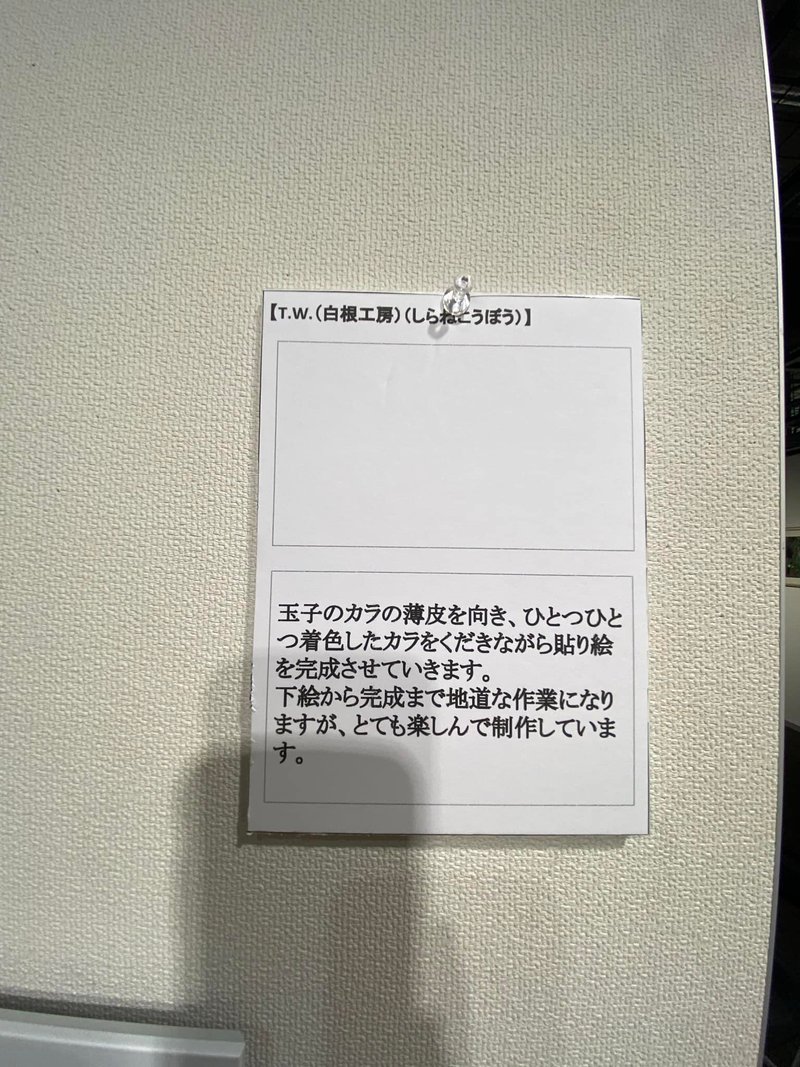 【T.W.（白根工房）（しらねこうぼう）】
玉子のカラの薄皮を向き、ひとつひと
つ着色したカラをくだきながら貼り絵
を完成させていきます。
下絵から完成まで地道な作業になり
ますが、とても楽しんで制作していま
す。